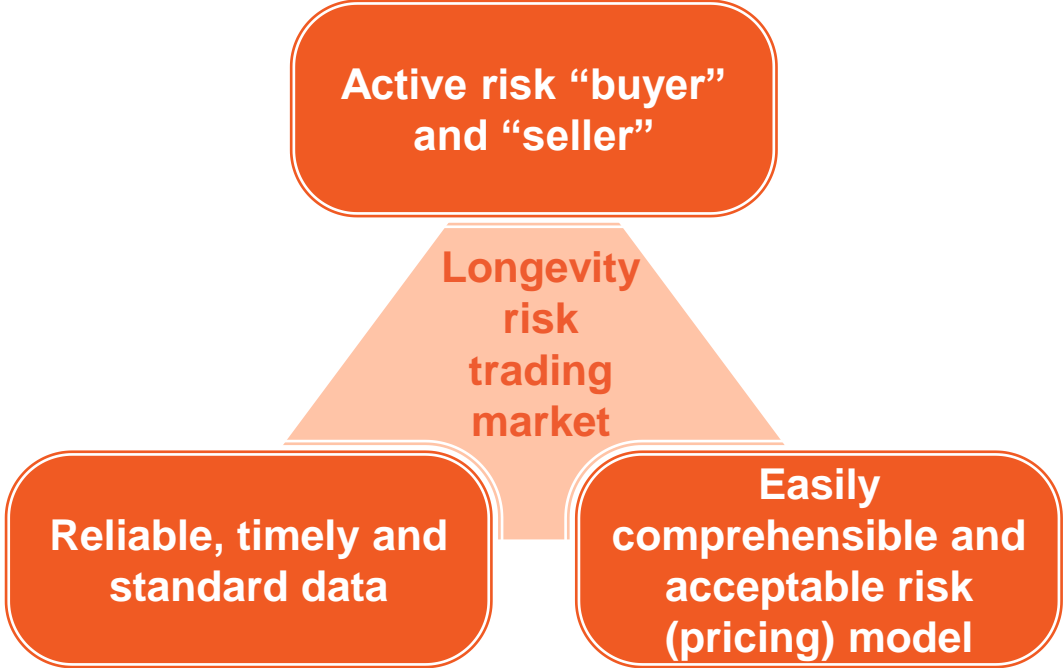 Active risk “buyer”
and “seller”
Longevity
risk
trading
market
Reliable, timely and
standard data
Easily
comprehensible and
acceptable risk
(pricing) model